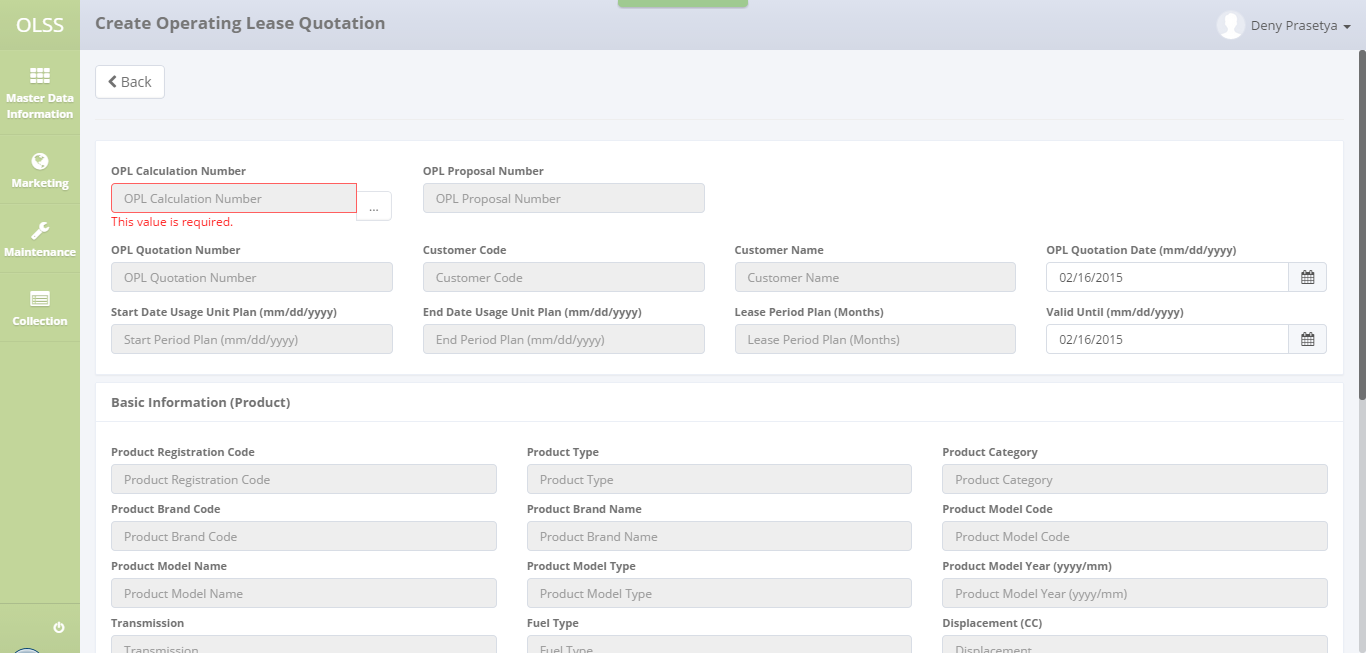 OLSS
Create Operating Lease Quotation
Deny Prasetya
Master Data
Information
Marketing
Maintenance
Collection
Back
OPL Calculation Number
OPL Proposal Number
OPL Calculation Number
...
OPL Proposal Number
This value is required.
OPL Quotation Number
Customer Code
Customer Name
OPL Quotation Date (mm/dd/yyyy)
OPL Quotation Number
Customer Code
Customer Name
02/16/2015
Start Date Usage Unit Plan (mm/dd/yyyy)
End Date Usage Unit Plan (mm/dd/yyyy)
Lease Period Plan (Months)
Valid Until (mm/dd/yyyy)
Start Period Plan (mm/dd/yyyy)
End Period Plan (mm/dd/yyyy)
Lease Period Plan (Months)
02/16/2015
Basic Information (Product)
Product Registration Code
Product Type
Product Category
Product Registration Code
Product Type
Product Category
Product Brand Code
Product Brand Name
Product Model Code
Product Brand Code
Product Brand Name
Product Model Code
Product Model Name
Product Model Type
Product Model Year (yyyy/mm)
Product Model Name
Product Model Type
Product Model Year (yyyy/mm)
Transmission
Fuel Type
Displacement (CC)
Transmission
Fuel Type
Displacement